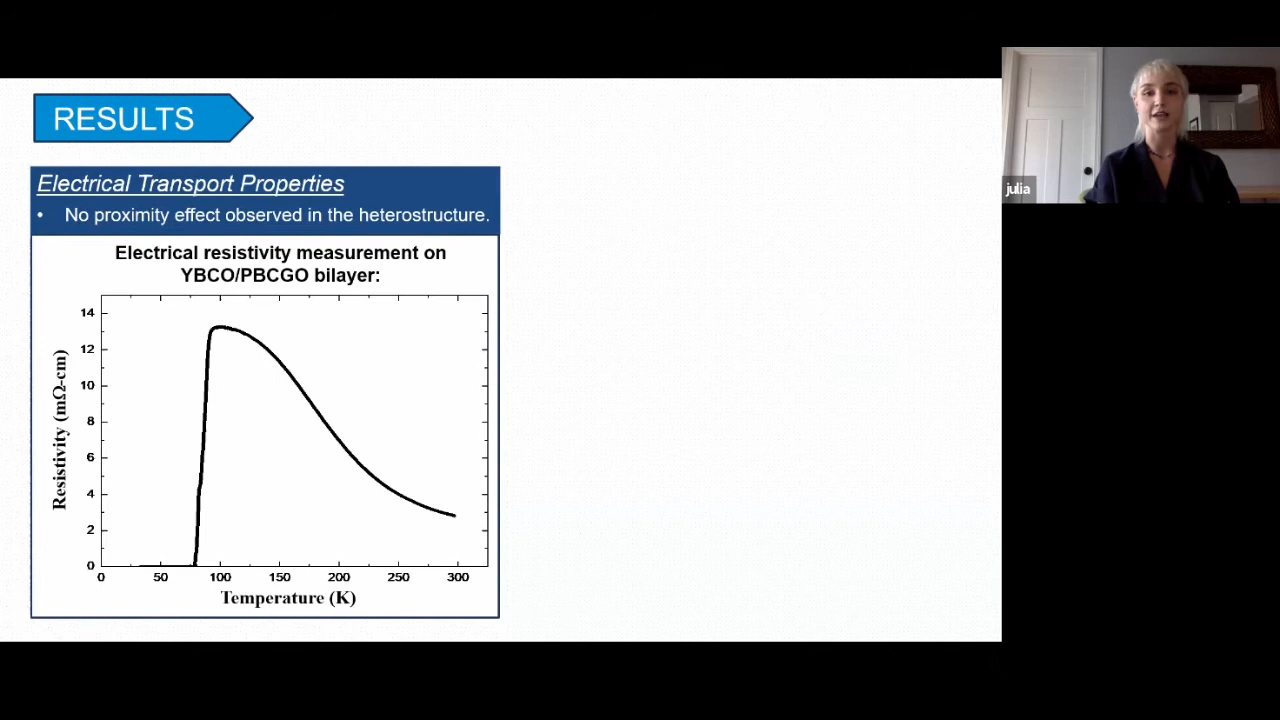 RESULTS
Electrical Transport Properties
• No proximity effect observed in the heterostructure.
Electrical resistivity measurement on
YBCO/PBCGO bilayer:
14
12
10
8
6
4
2
0
Resistivity (mΩ-cm)
0 50 100 150 200 250 300
Temperature (K)
julia